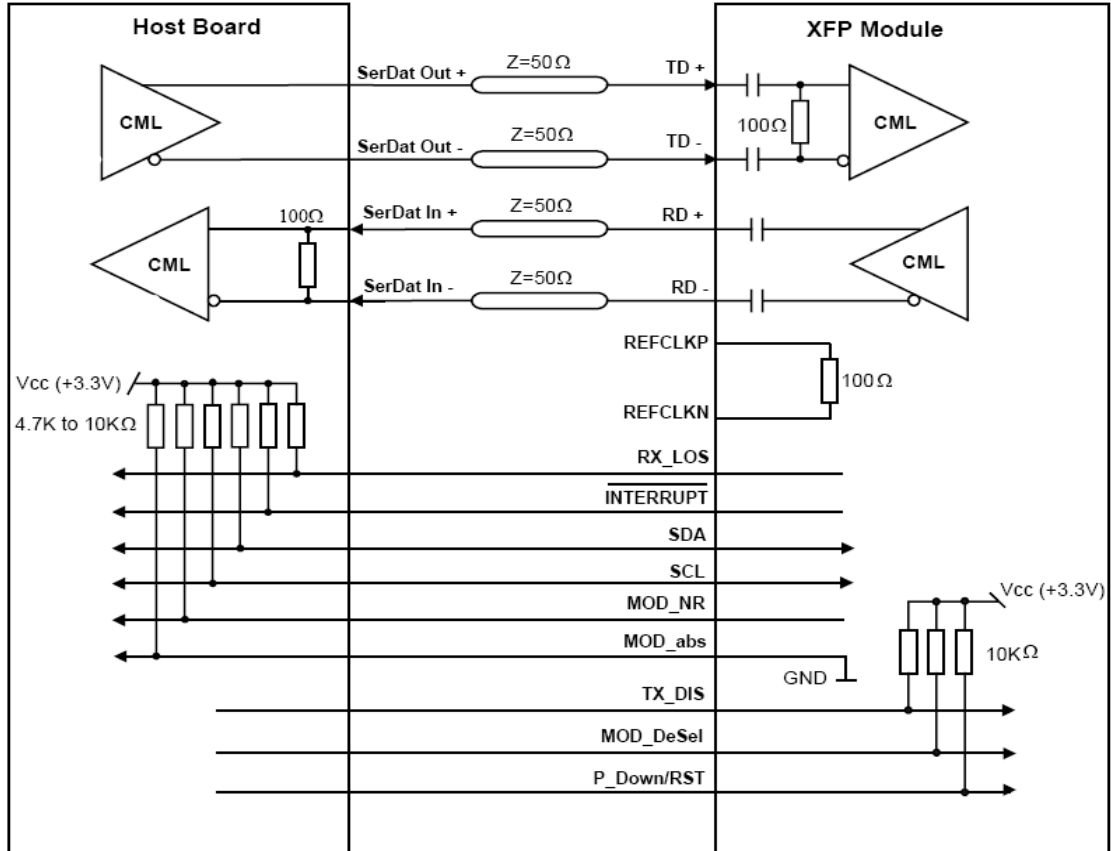 Host Board
XFP Module
SerDat Out +
Z=50Ω
TD +
CML
100Ω
CML
SerDat Out -
Z=50Ω
TD -
100Ω
SerDat In +
Z=50Ω
RD +
CML
CML
SerDat In -
Z=50Ω
RD -
REFCLKP
Vcc (+3.3V)
100Ω
4.7K to 10KΩ
REFCLKN
RX_LOS
INTERRUPT
SDA
SCL
Vcc (+3.3V)
MOD_NR
MOD_abs
10KΩ
GND
TX_DIS
MOD_DeSel
P_Down/RST